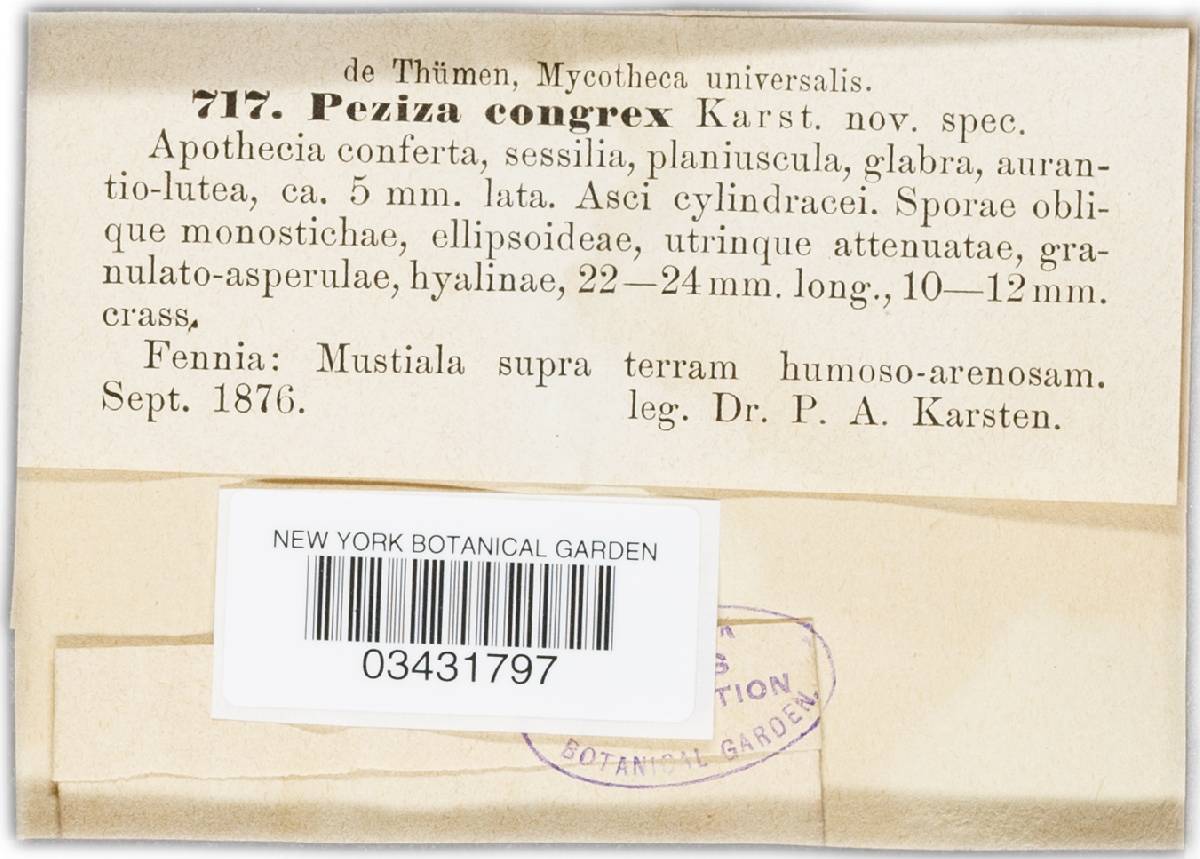 de Thümen, Mycotheca universalis.
717. Peziza congrex Karst. nov. spec.
Apothecia conferta, sessilia, planiuscula, glabra, auran-
tio-lutea, ca. 5 mm. lata. Asci cylindracei. Sporae obli-
que monostichae, ellipsoideae, utrinque attenuatae, gra-
nulato-asperulae, hyalinae, 22—24 mm. long., 10—12 mm.
crass.
Fennia: Mustiala supra terram humoso-arenosam.
Sept. 1876. leg. Dr. P. A. Karsten.
NEW YORK BOTANICAL GARDEN
03431797
TION
BOTANICAL GARDEN